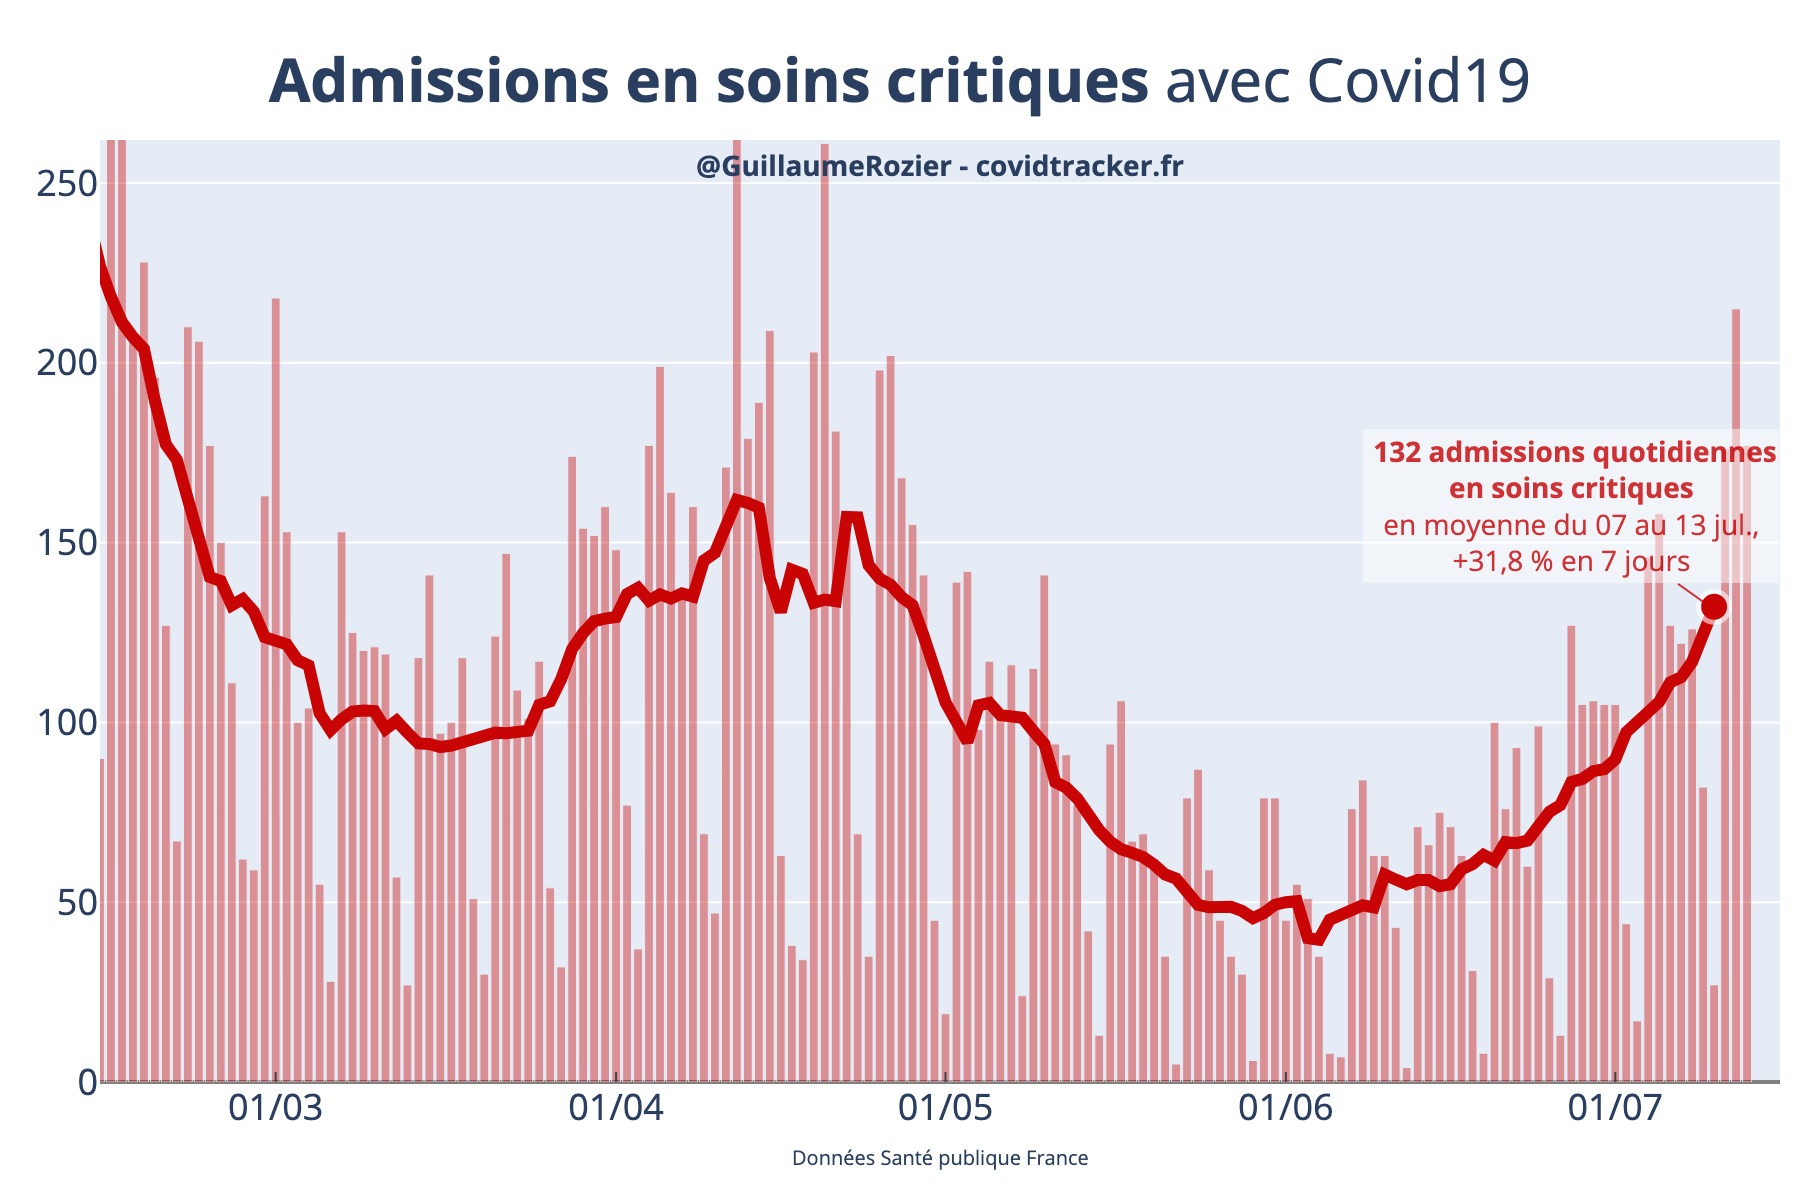 Admissions en soins critiques avec Covid19
@GuillaumeRozier - covidtracker.fr
250
200
150
100
50
0
132 admissions quotidiennes
en soins critiques
en moyenne du 07 au 13 jul.,
+31,8 % en 7 jours
01/03
01/04
01/05
01/06
01/07
Données Santé publique France